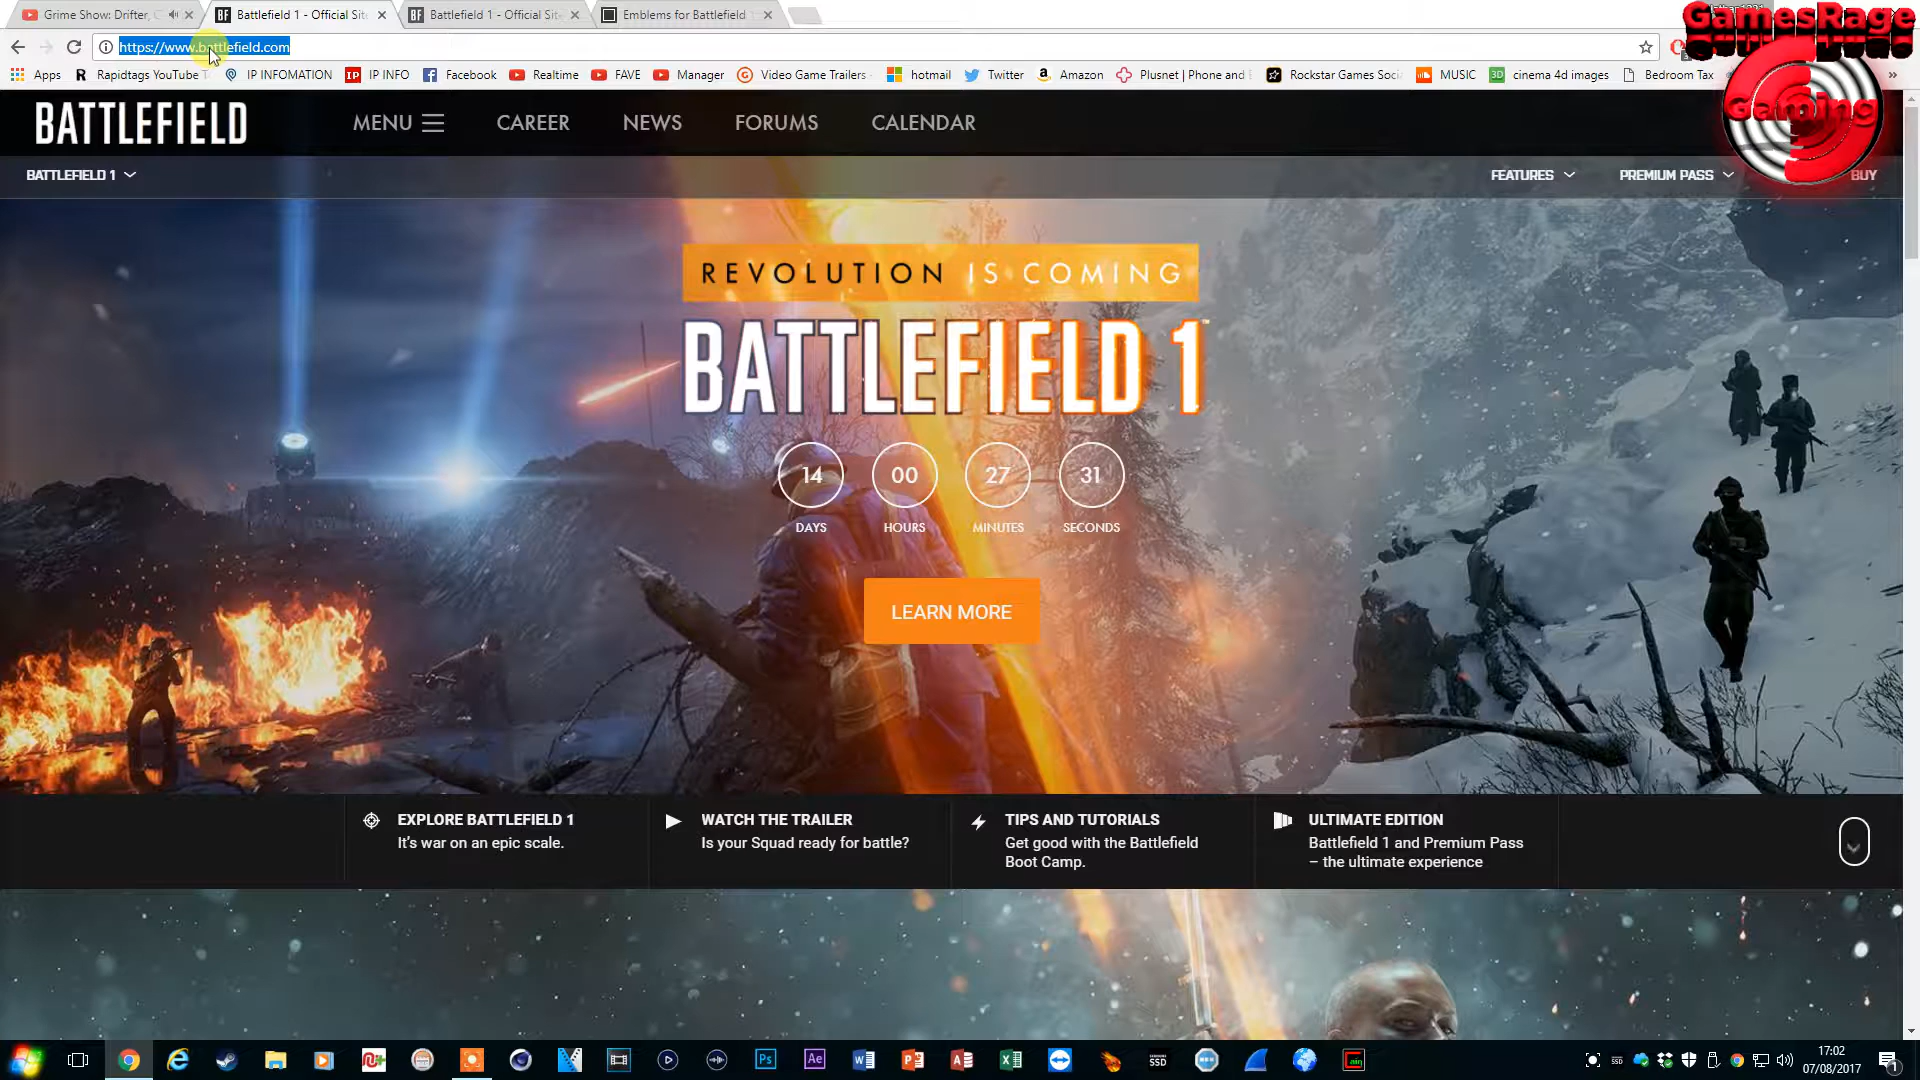 Grime Show: Drifter,
Battlefield 1 - Official Sit
Battlefield 1 - Official Sit
Emblems for Battlefield
https://www.battlefield.com
Apps
Rapidtags YouTube
IP INFOMATION
IP INFO
Facebook
Realtime
FAVE
Manager
Video Game Trailers
hotmail
Twitter
Amazon
Plusnet | Phone and
Rockstar Games Soci
MUSIC
cinema 4d images
Bedroom Tax
GamesRage
Gaming
BATTLEFIELD
MENU
CAREER
NEWS
FORUMS
CALENDAR
BATTLEFIELD 1
FEATURES
PREMIUM PASS
BUY
REVOLUTION IS COMING
BATTLEFIELD 1
14 00 27 31
DAYS HOURS MINUTES SECONDS
LEARN MORE
EXPLORE BATTLEFIELD 1
It's war on an epic scale.
WATCH THE TRAILER
Is your Squad ready for battle?
TIPS AND TUTORIALS
Get good with the Battlefield
Boot Camp.
ULTIMATE EDITION
Battlefield 1 and Premium Pass
– the ultimate experience
17:02
07/08/2017